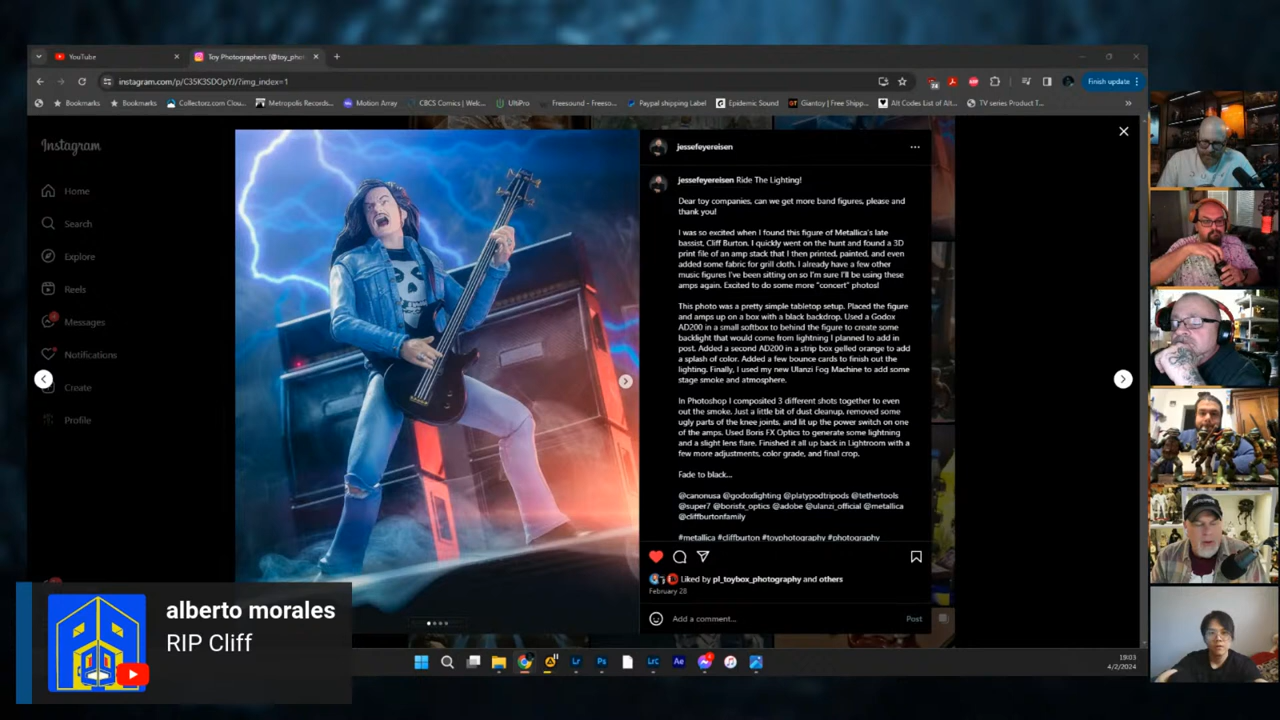 YouTube
Toy Photographers (@toy_phot
instagram.com/p/C35K3SDOpYJ/?img_index=1
Finish update
Bookmarks
Bookmarks
Collectorz.com Clou...
Metropolis Records...
Motion Array
CBCS Comics | Welc...
UltiPro
Freesound - Freeso...
Paypal shipping Label
Epidemic Sound
Giantoy | Free Shipp...
Alt Codes List of Alt...
TV series Product T...
Instagram
Home
Search
Explore
Reels
Messages
Notifications
Create
Profile
jessefeyereisen
jessefeyereisen Ride The Lighting!
Dear toy companies, can we get more band figures, please and
thank you!
I was so excited when I found this figure of Metallica's late
bassist, Cliff Burton. I quickly went on the hunt and found a 3D
print file of an amp stack that I then printed, painted, and even
added some fabric for grill cloth. I already have a few other
music figures I've been sitting on so I'm sure I'll be using these
amps again. Excited to do some more "concert" photos!
This photo was a pretty simple tabletop setup. Placed the figure
and amps up on a box with a black backdrop. Used a Godox
AD200 in a small softbox to behind the figure to create some
backlight that would come from lightning I planned to add in
post. Added a second AD200 in a strip box gelled orange to add
a splash of color. Added a few bounce cards to finish out the
lighting. Finally, I used my new Ulanzi Fog Machine to add some
stage smoke and atmosphere.
In Photoshop I composited 3 different shots together to even
out the smoke. Just a little bit of dust cleanup, removed some
ugly parts of the knee joints, and lit up the power switch on one
of the amps. Used Boris FX Optics to generate some lightning
and a slight lens flare. Finished it all up back in Lightroom with a
few more adjustments, color grade, and final crop.
Fade to black...
@canonusa @godoxlighting @platypodtripods @tethertools
@super7 @borisfx_optics @adobe @ulanzi_official @metallica
@cliffburtonfamily
#metallica #cliffburton #toyphotography #photography
Liked by pl_toybox_photography and others
February 28
Add a comment...
Post
alberto morales
RIP Cliff
Lr
Ps
Lrc
Ae
19:03
4/2/2024